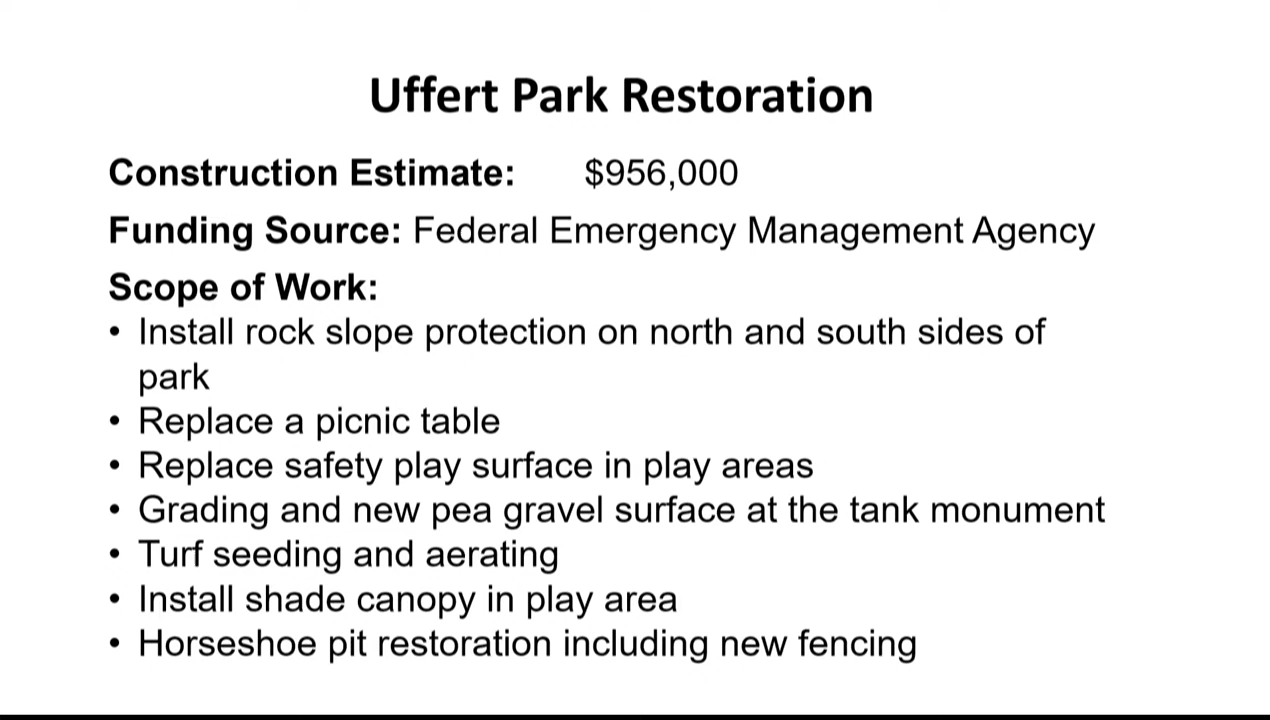 Uffert Park Restoration
Construction Estimate: $956,000
Funding Source: Federal Emergency Management Agency
Scope of Work:
• Install rock slope protection on north and south sides of
park
• Replace a picnic table
• Replace safety play surface in play areas
• Grading and new pea gravel surface at the tank monument
• Turf seeding and aerating
• Install shade canopy in play area
• Horseshoe pit restoration including new fencing